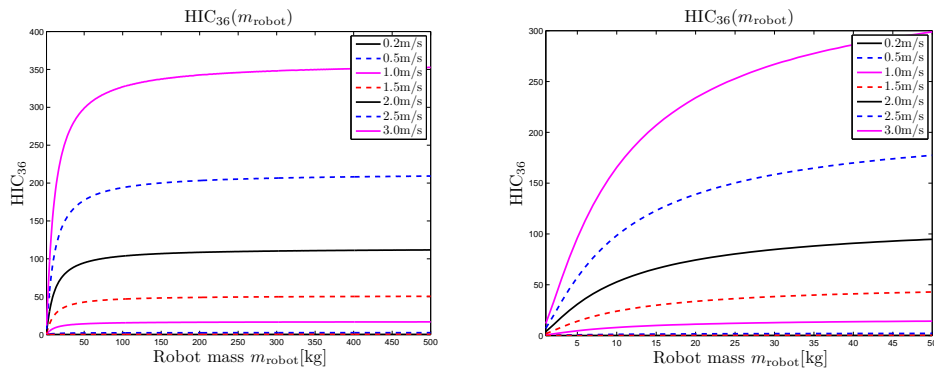 HIC36(mrobot)
400
350
300
250
200
150
100
50
0
HIC36
50 100 150 200 250 300 350 400 450 500
Robot mass mrobot[kg]
0.2m/s
0.5m/s
1.0m/s
1.5m/s
2.0m/s
2.5m/s
3.0m/s
HIC36(mrobot)
300
250
200
150
100
50
0
HIC36
5 10 15 20 25 30 35 40 45 50
Robot mass mrobot[kg]
0.2m/s
0.5m/s
1.0m/s
1.5m/s
2.0m/s
2.5m/s
3.0m/s